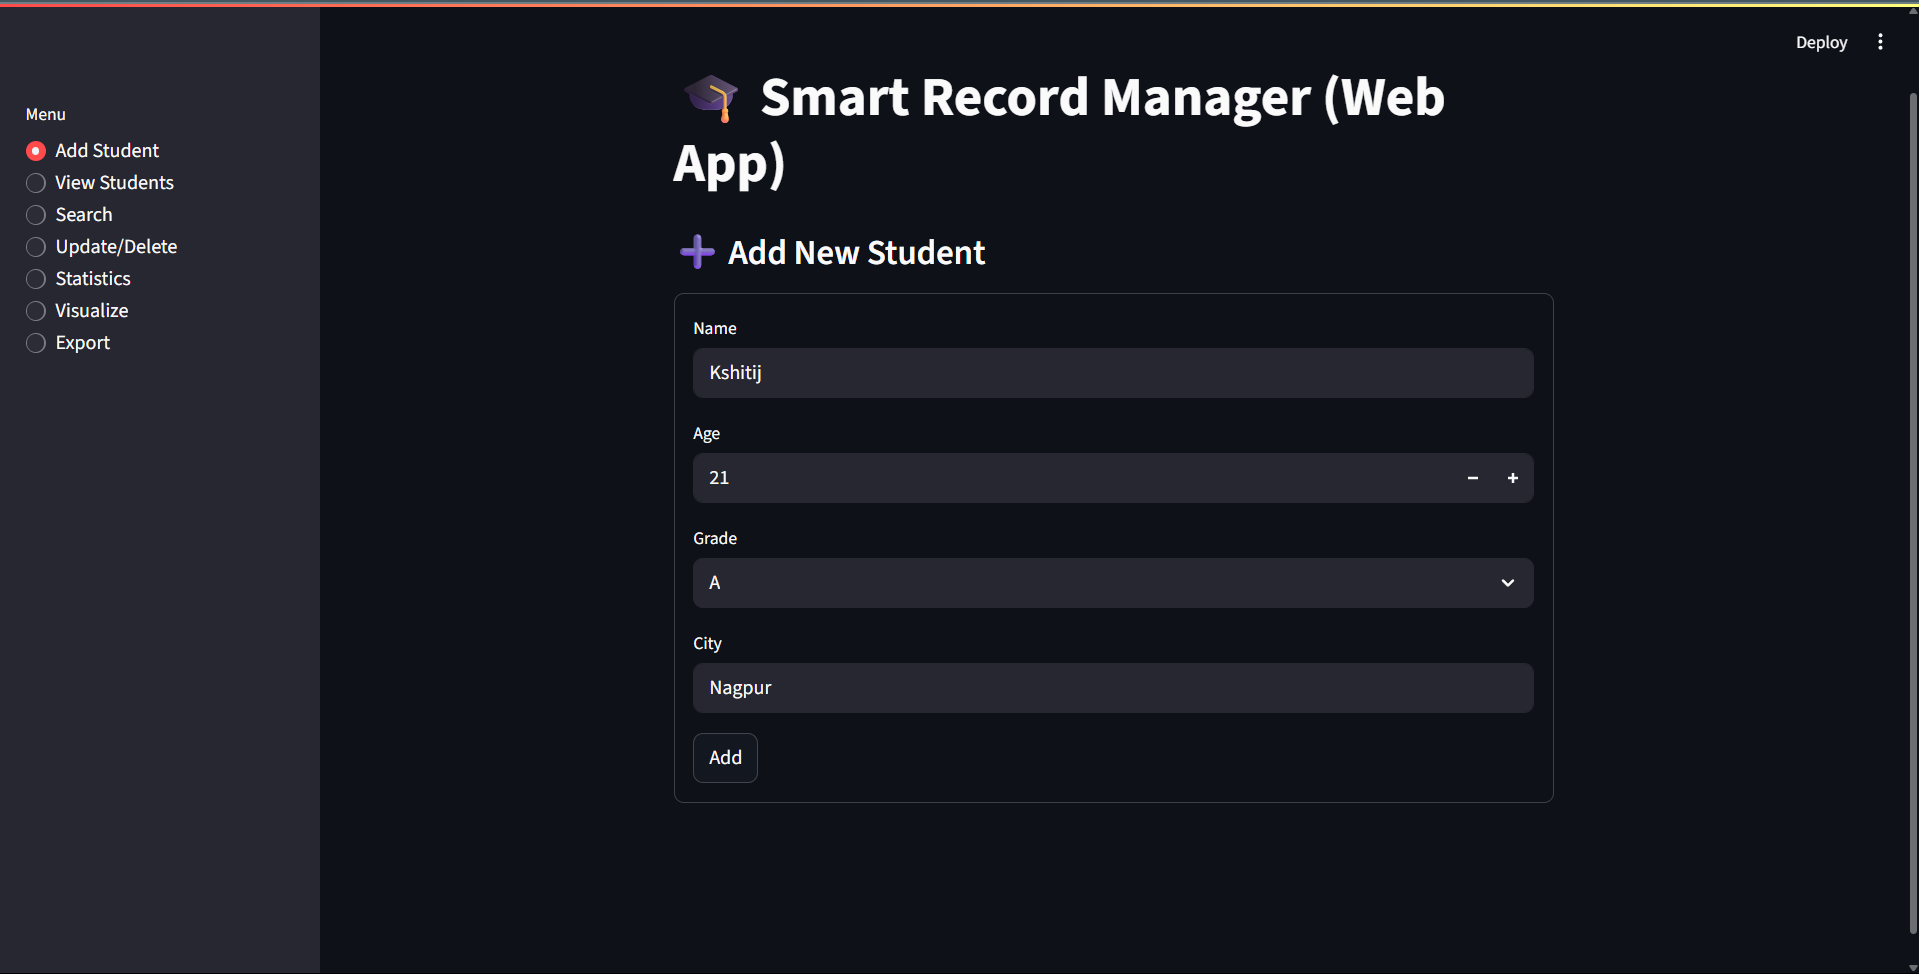 Deploy
Menu
Add Student
View Students
Search
Update/Delete
Statistics
Visualize
Export
Smart Record Manager (Web
App)
Add New Student
Name
Kshitij
Age
21
Grade
A
City
Nagpur
Add